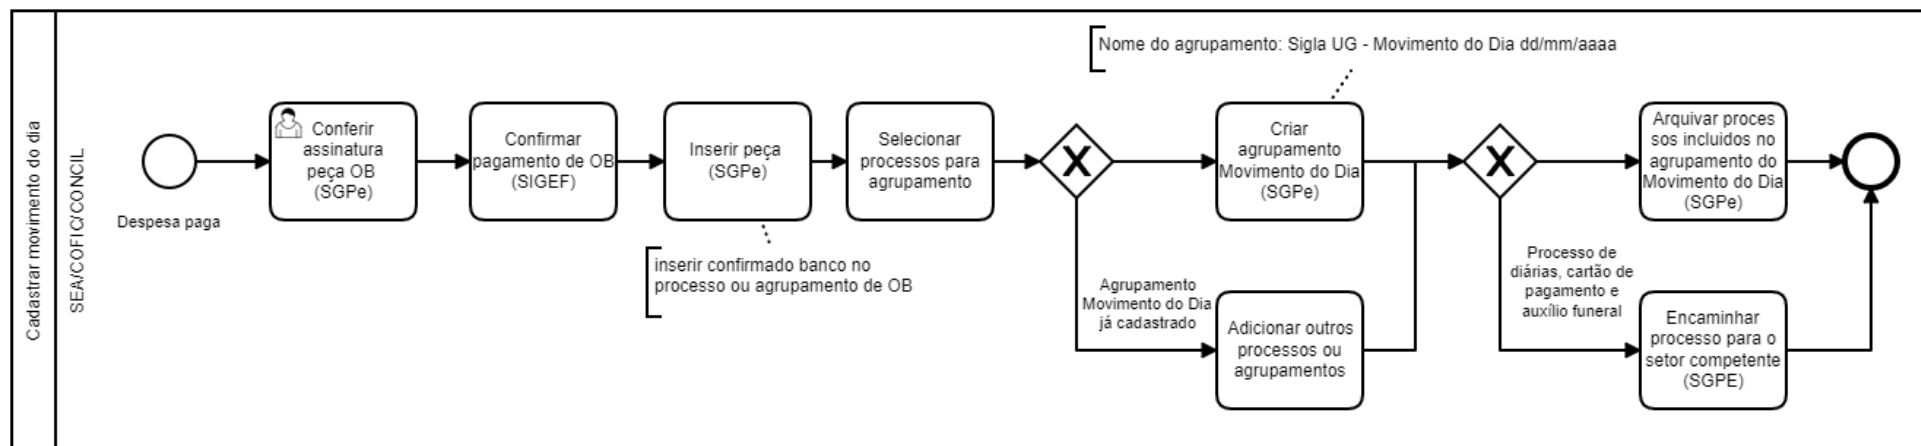 Cadastrar movimento do dia
SEA/COFIC/CONCIL
Despesa paga
Conferir
assinatura
peça OB
(SGPe)
Confirmar
pagamento de OB
(SIGEF)
Inserir peça
(SGPe)
inserir confirmado banco no
processo ou agrupamento de OB
Selecionar
processos para
agrupamento
Nome do agrupamento: Sigla UG - Movimento do Dia dd/mm/aaaa
Criar
agrupamento
Movimento do Dia
(SGPe)
Agrupamento
Movimento do Dia
já cadastrado
Adicionar outros
processos ou
agrupamentos
Arquivar proces
sos incluidos no
agrupamento do
Movimento do Dia
(SGPe)
Processo de
diárias, cartão de
pagamento e
auxílio funeral
Encaminhar
processo para o
setor competente
(SGPE)